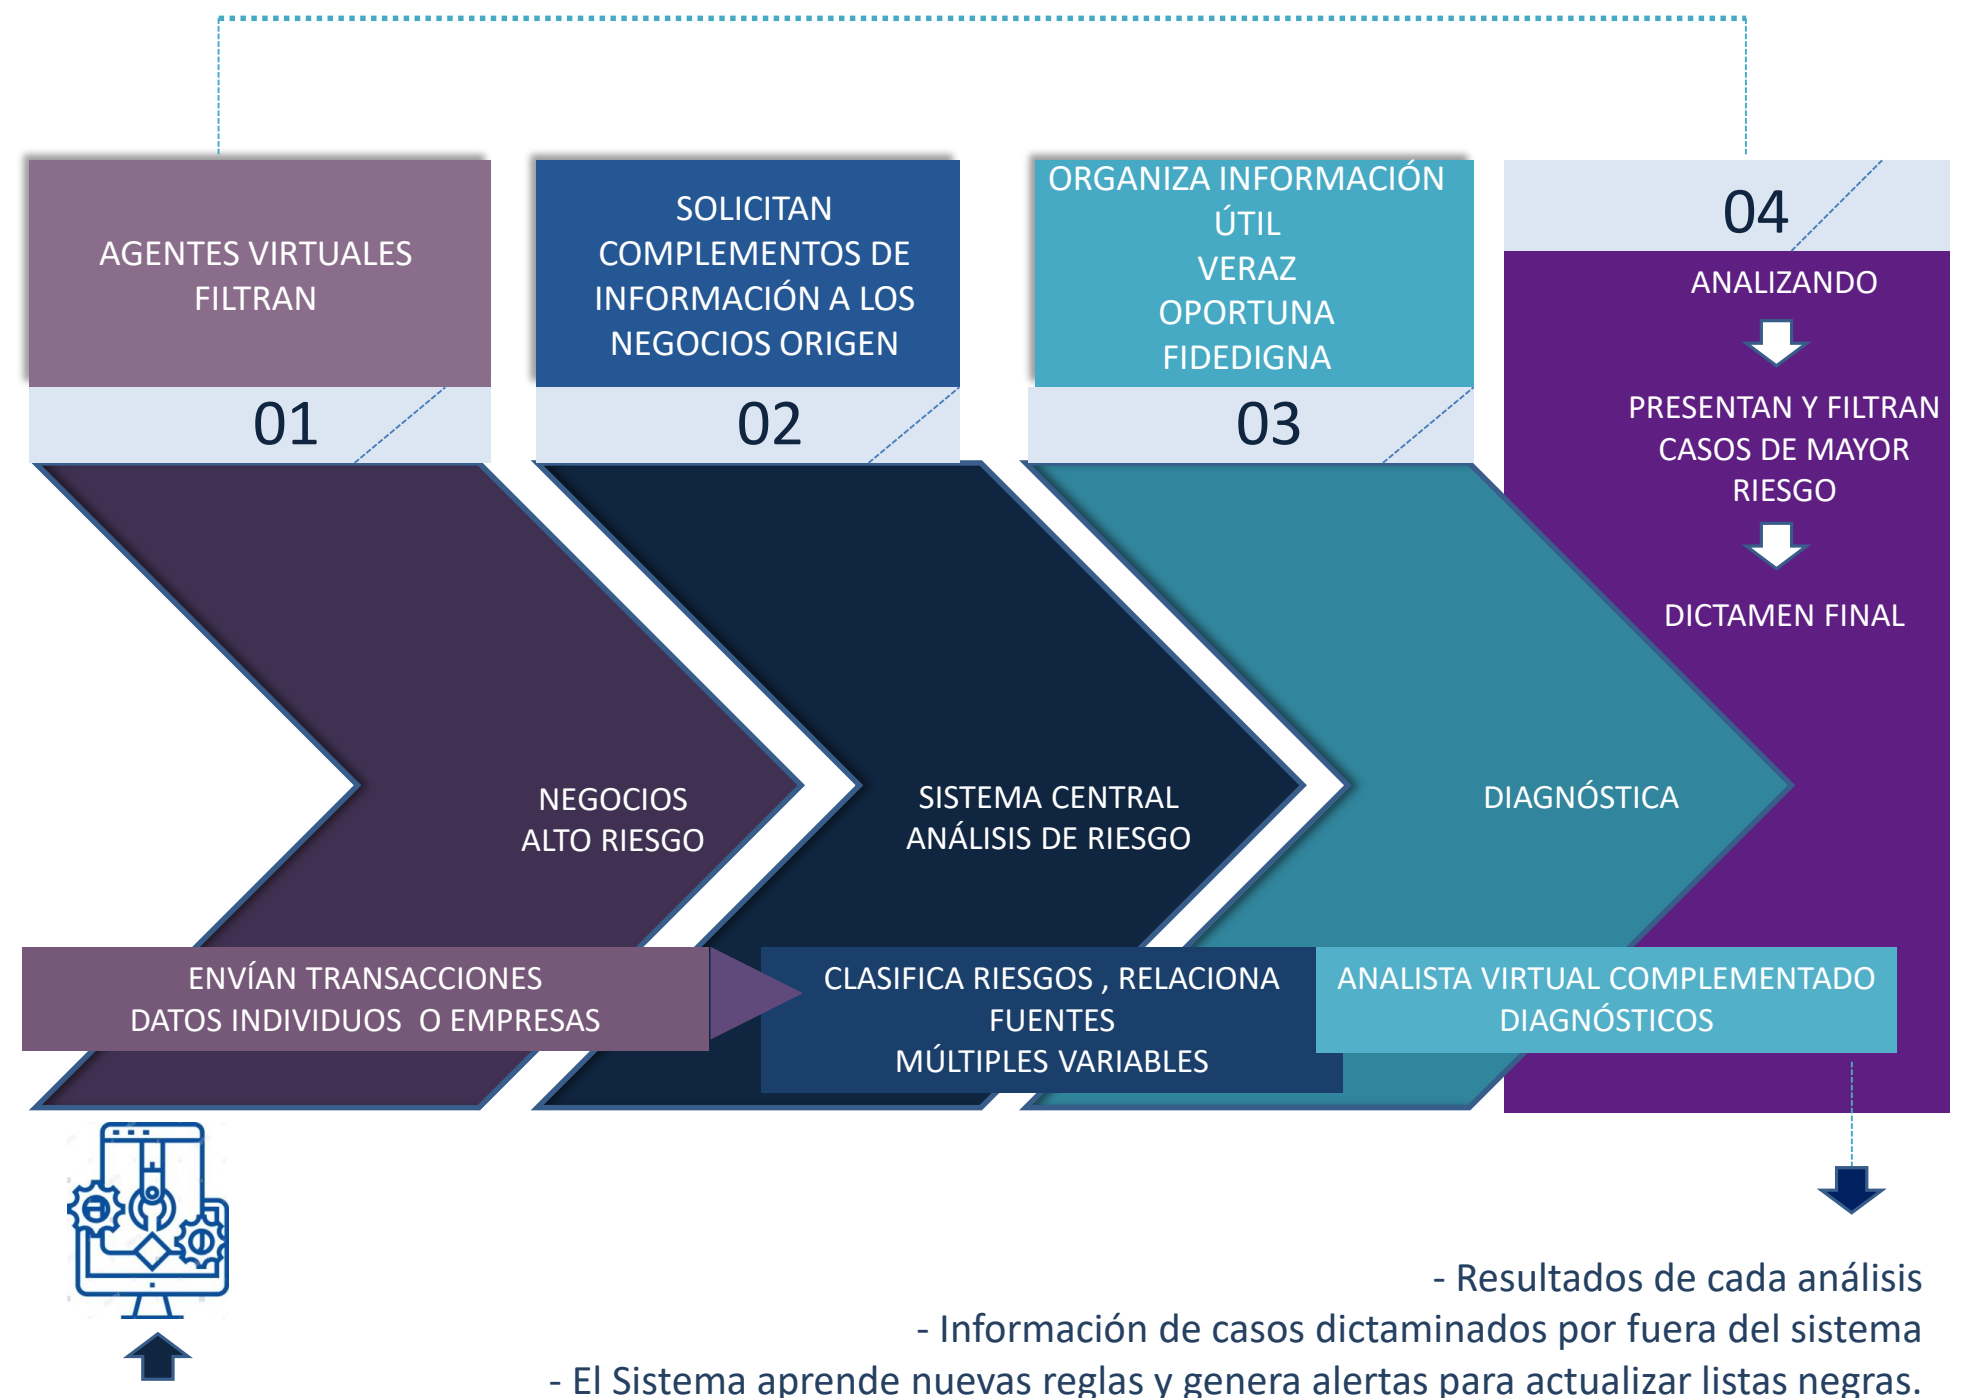 AGENTES VIRTUALES
FILTRAN
01
SOLICITAN
COMPLEMENTOS DE
INFORMACIÓN A LOS
NEGOCIOS ORIGEN
02
ORGANIZA INFORMACIÓN
ÚTIL
VERAZ
OPORTUNA
FIDEDIGNA
03
04
ANALIZANDO
PRESENTAN Y FILTRAN
CASOS DE MAYOR
RIESGO
DICTAMEN FINAL
NEGOCIOS
ALTO RIESGO
SISTEMA CENTRAL
ANÁLISIS DE RIESGO
DIAGNÓSTICA
ENVÍAN TRANSACCIONES
DATOS INDIVIDUOS O EMPRESAS
CLASIFICA RIESGOS , RELACIONA
FUENTES
MÚLTIPLES VARIABLES
ANALISTA VIRTUAL COMPLEMENTADO
DIAGNÓSTICOS
- Resultados de cada análisis
- Información de casos dictaminados por fuera del sistema
- El Sistema aprende nuevas reglas y genera alertas para actualizar listas negras.